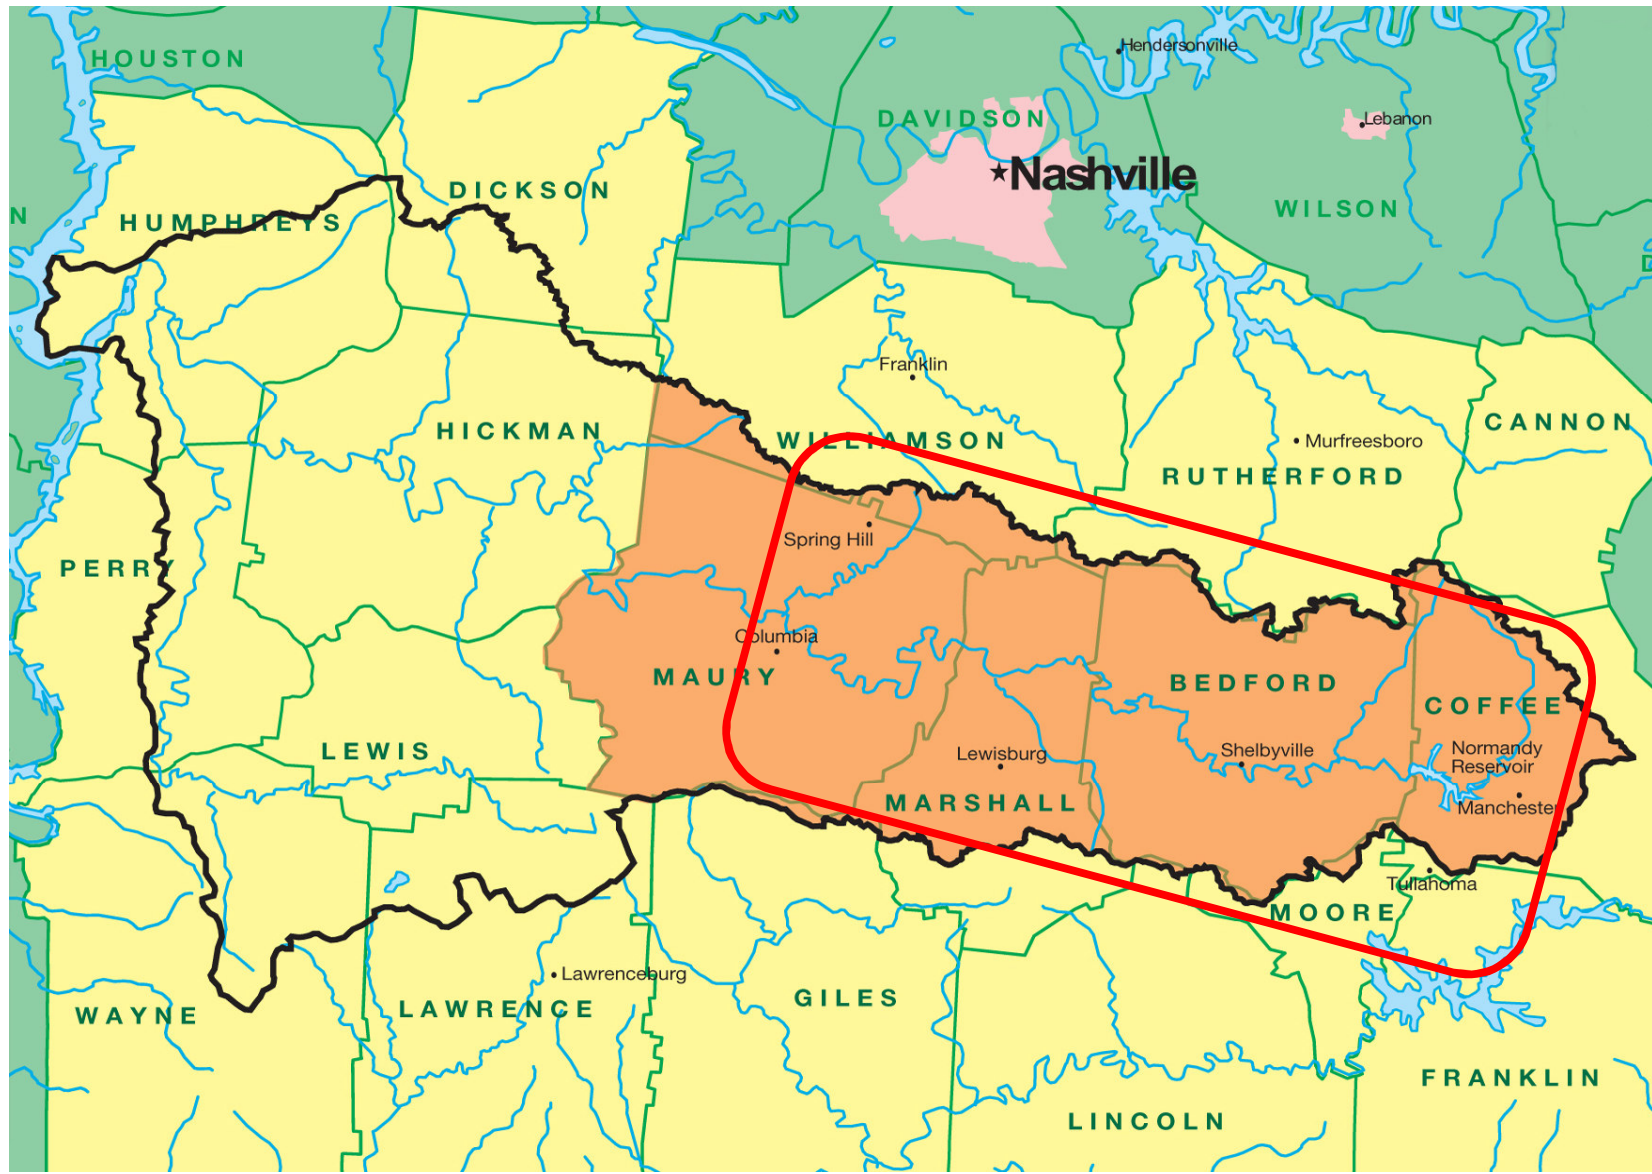 HOUSTON
Hendersonville
DAVIDSON
Lebanon
Nashville
DICKSON
WILSON
N
HUMPHREYS
D
Franklin
CANNON
HICKMAN
WILLIAMSON
Murfreesboro
RUTHERFORD
Spring Hill
PERRY
Columbia
MAURY
BEDFORD
COFFEE
LEWIS
Lewisburg
Shelbyville
Normandy
Reservoir
MARSHALL
Manchester
Tullahoma
MOORE
Lawrenceburg
GILES
LAWRENCE
WAYNE
FRANKLIN
LINCOLN